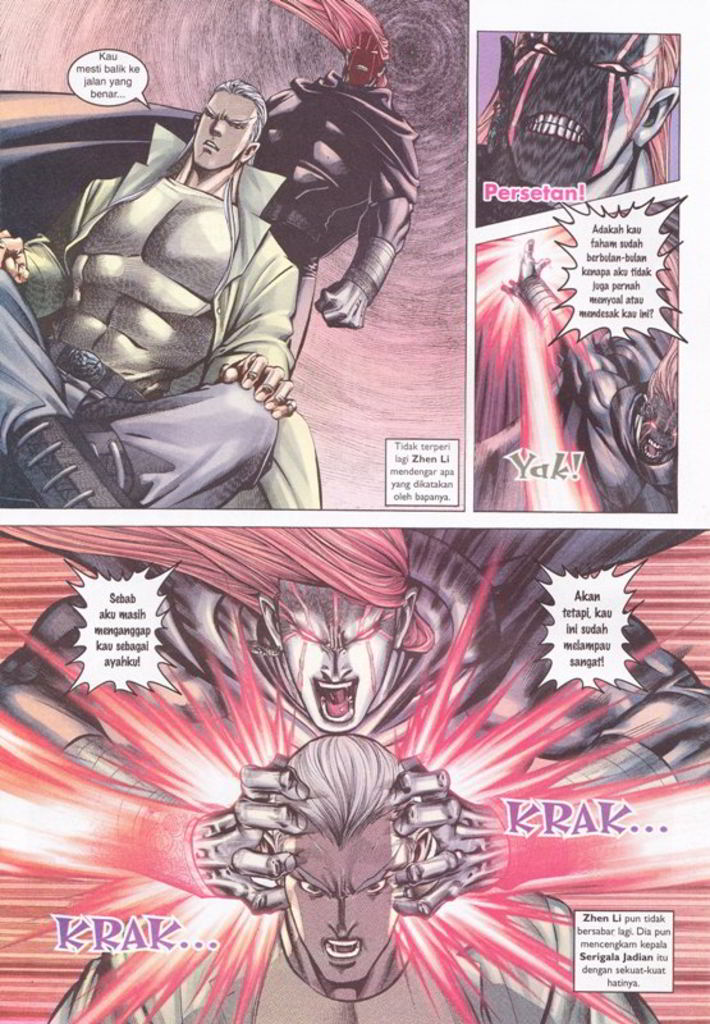 Kau
mesti balik ke
jalan yang
benar...
Tidak terperi
lagi Zhen Li
mendengar apa
yang dikatakan
oleh bapanya.
Persetan!
Adakah kau
faham sudah
berbulan-bulan
kenapa aku tidak
juga pernah
menyoal atau
mendesak kau ini?
Yak!
Sebab
aku masih
menganggap
kau sebagai
ayahku!
Akan
tetapi, kau
ini sudah
melampau
sangat!
KRAK...
KRAK...
Zhen Li pun tidak
bersabar lagi. Dia pun
mencengkam kepala
Serigala Jadian itu
dengan sekuat-kuat
hatinya.